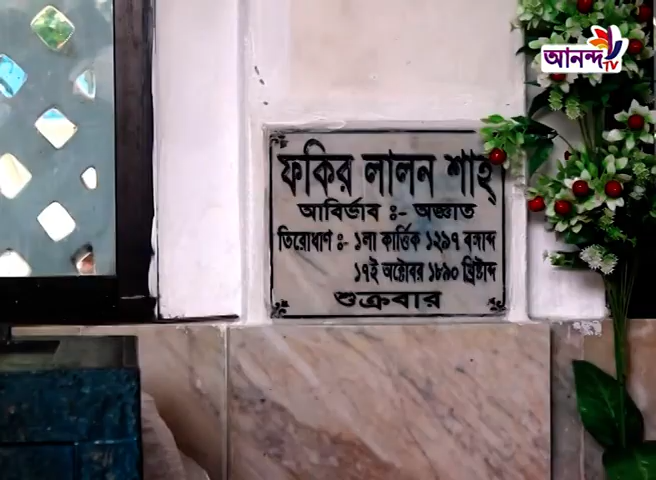 আনন্দ TV
ফকির লালন শাহ্
আবির্ভাব ঃ- অজ্ঞাত
তিরোধাণ ঃ- ১লা কার্ত্তিক ১২৯৭ বঙ্গাব্দ
১৭ই অক্টোবর ১৮৯০ খ্রিষ্টাব্দ
শুক্রবার